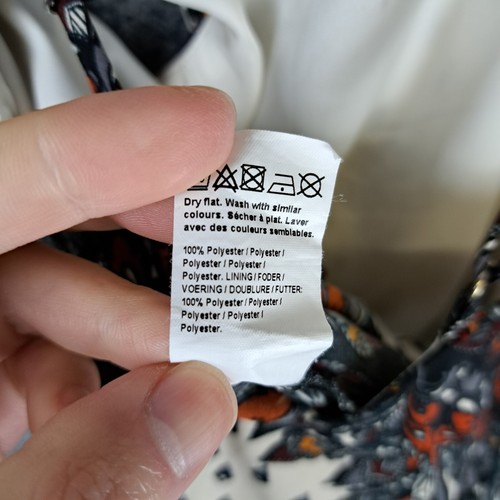 Dry flat. Wash with similar
colours. Sécher à plat. Laver
avec des couleurs semblables.
100% Polyester / Polyester /
Polyester / Polyester /
Polyester. LINING / FODER /
VOERING / DOUBLURE / FUTTER:
100% Polyester / Polyester /
Polyester / Polyester /
Polyester.